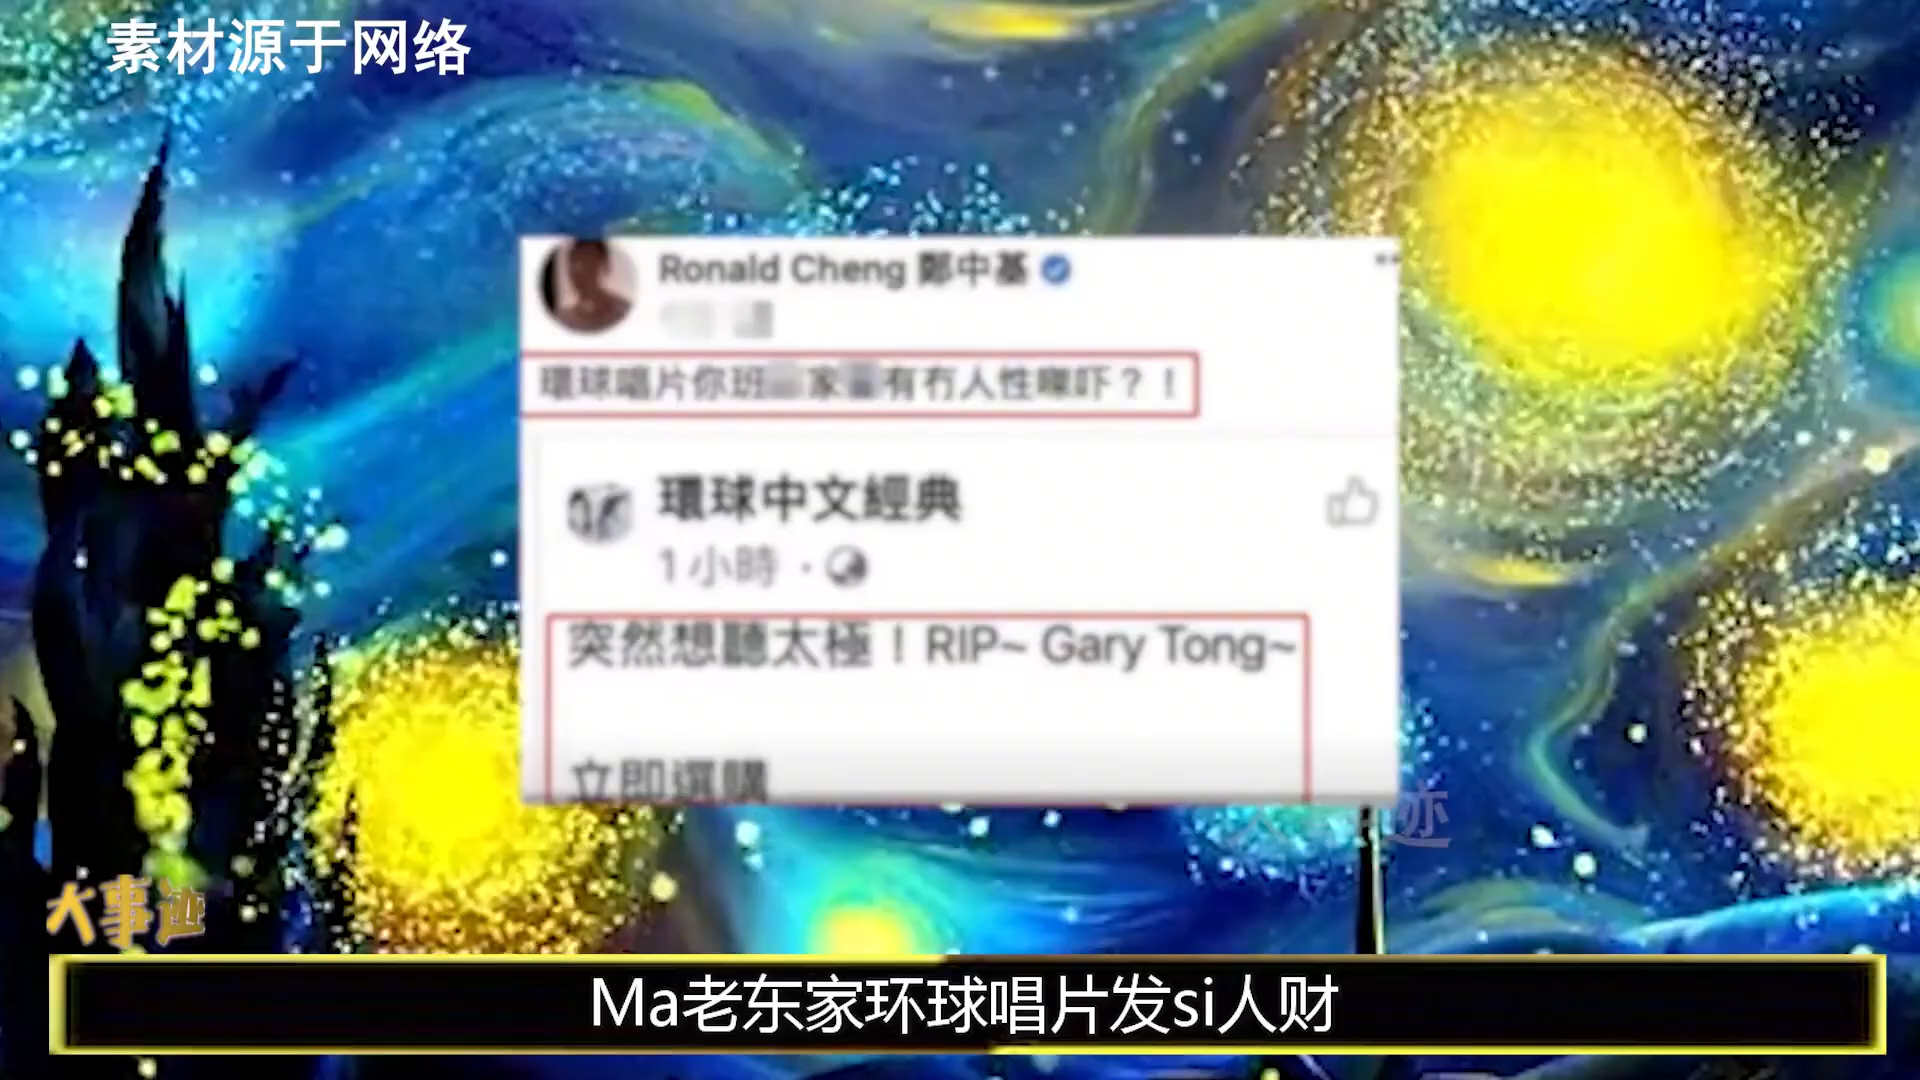 素材源于网络
Ronald Cheng 鄭中基
環球唱片你班 家 有冇人性㗎吓？！
環球中文經典
1小時 ·
突然想聽太極！RIP~ Gary Tong~
立即選購
迹
大事迹
Ma老东家环球唱片发si人财